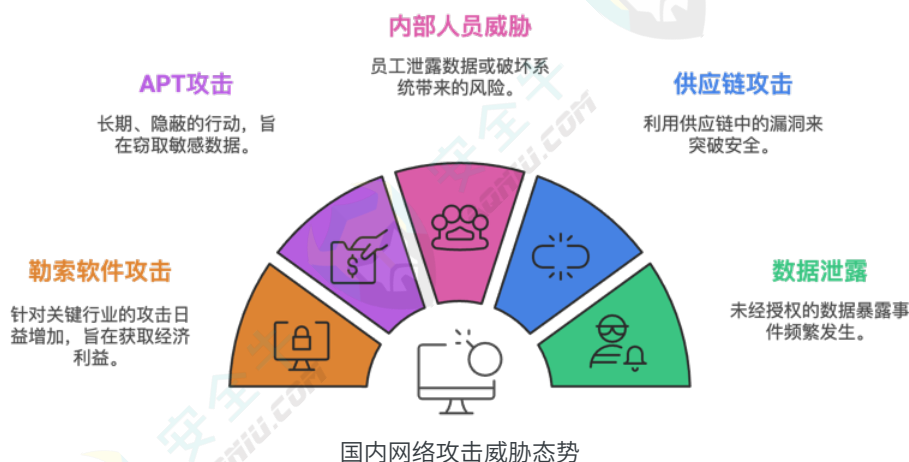 内部人员威胁
员工泄露数据或破坏系
统带来的风险。
APT攻击
长期、隐蔽的行动，旨
在窃取敏感数据。
供应链攻击
利用供应链中的漏洞来
突破安全。
勒索软件攻击
针对关键行业的攻击日
益增加，旨在获取经济
利益。
数据泄露
未经授权的数据暴露事
件频繁发生。
$
国内网络攻击威胁态势
安全牛
安全牛